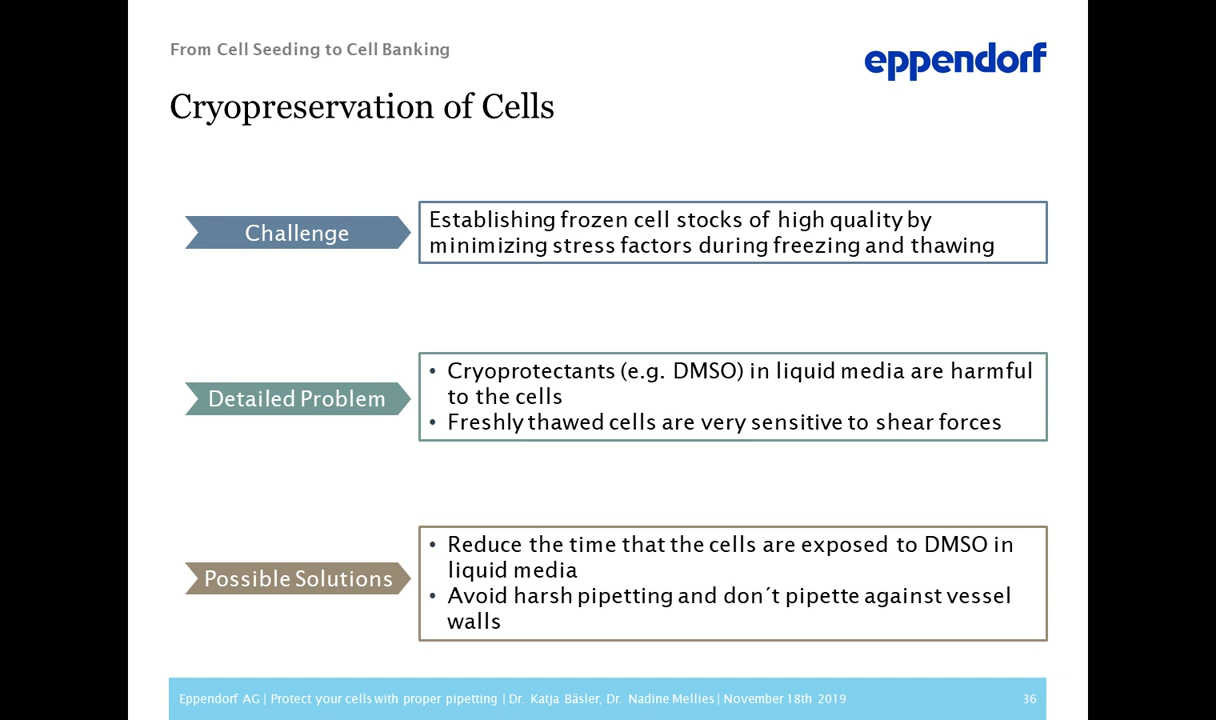 From Cell Seeding to Cell Banking
eppendorf
Cryopreservation of Cells
Challenge
Establishing frozen cell stocks of high quality by
minimizing stress factors during freezing and thawing
Detailed Problem
• Cryoprotectants (e.g. DMSO) in liquid media are harmful
to the cells
• Freshly thawed cells are very sensitive to shear forces
Possible Solutions
• Reduce the time that the cells are exposed to DMSO in
liquid media
• Avoid harsh pipetting and don´t pipette against vessel
walls
Eppendorf AG | Protect your cells with proper pipetting | Dr. Katja Bäsler, Dr. Nadine Mellies | November 18th 2019
36